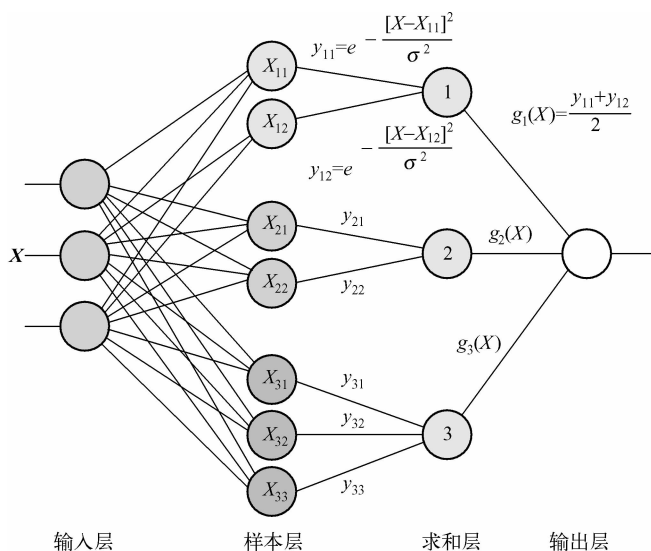 y₁₁=e^{-[X-X₁₁]²/σ²}
X₁₁
1
g₁(X)=(y₁₁+y₁₂)/2
X₁₂
y₁₂=e^{-[X-X₁₂]²/σ²}
X
X₂₁
y₂₁
2
g₂(X)
X₂₂
y₂₂
g₃(X)
X₃₁
y₃₁
X₃₂
y₃₂
3
X₃₃
y₃₃
输入层 样本层 求和层 输出层